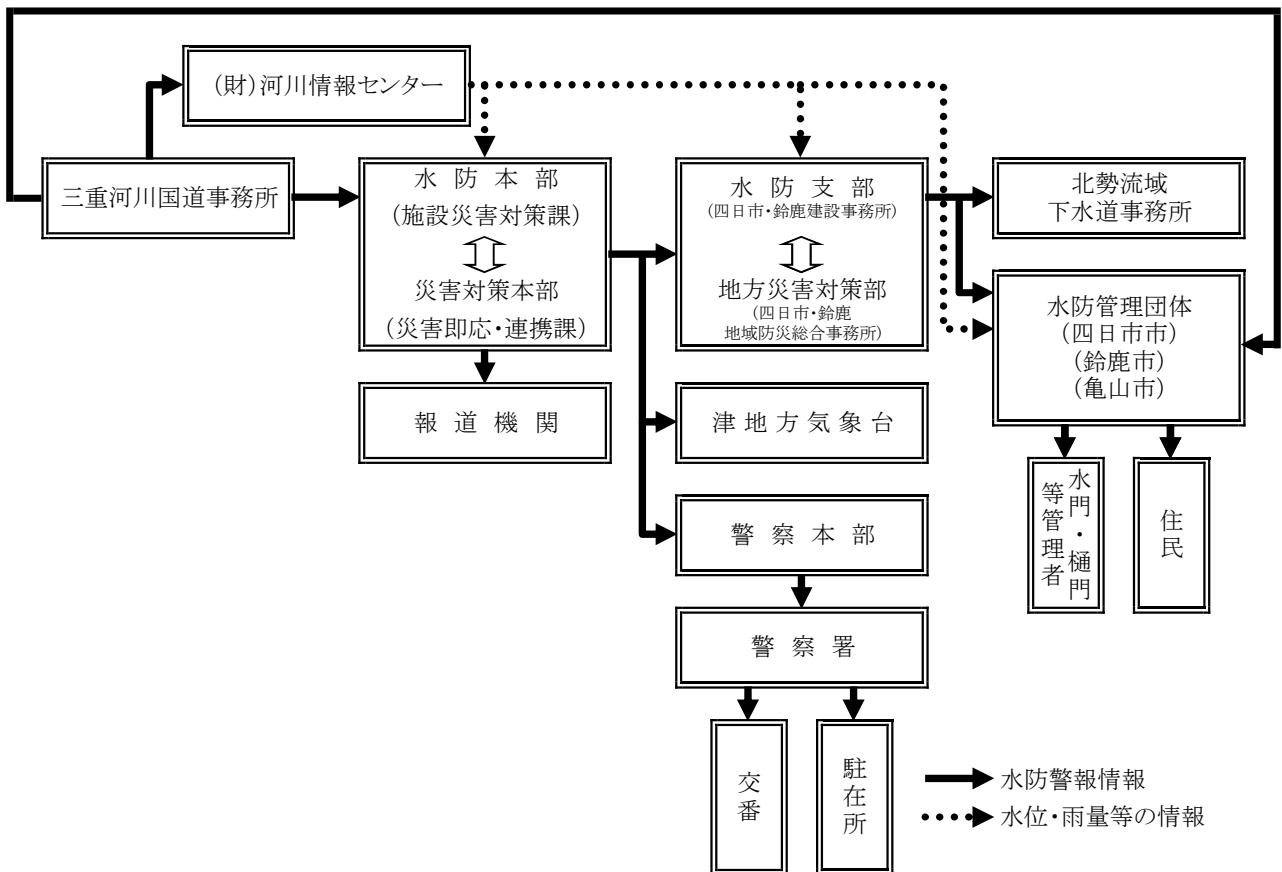 (財)河川情報センター
三重河川国道事務所
水防本部
(施設災害対策課)
災害対策本部
(災害即応・連携課)
水防支部
(四日市・鈴鹿建設事務所)
地方災害対策部
(四日市・鈴鹿
地域防災総合事務所)
北勢流域
下水道事務所
水防管理団体
(四日市市)
(鈴鹿市)
(亀山市)
報道機関
津地方気象台
警察本部
警察署
交番
駐在所
水門・樋門
等管理者
住民
水防警報情報
水位・雨量等の情報